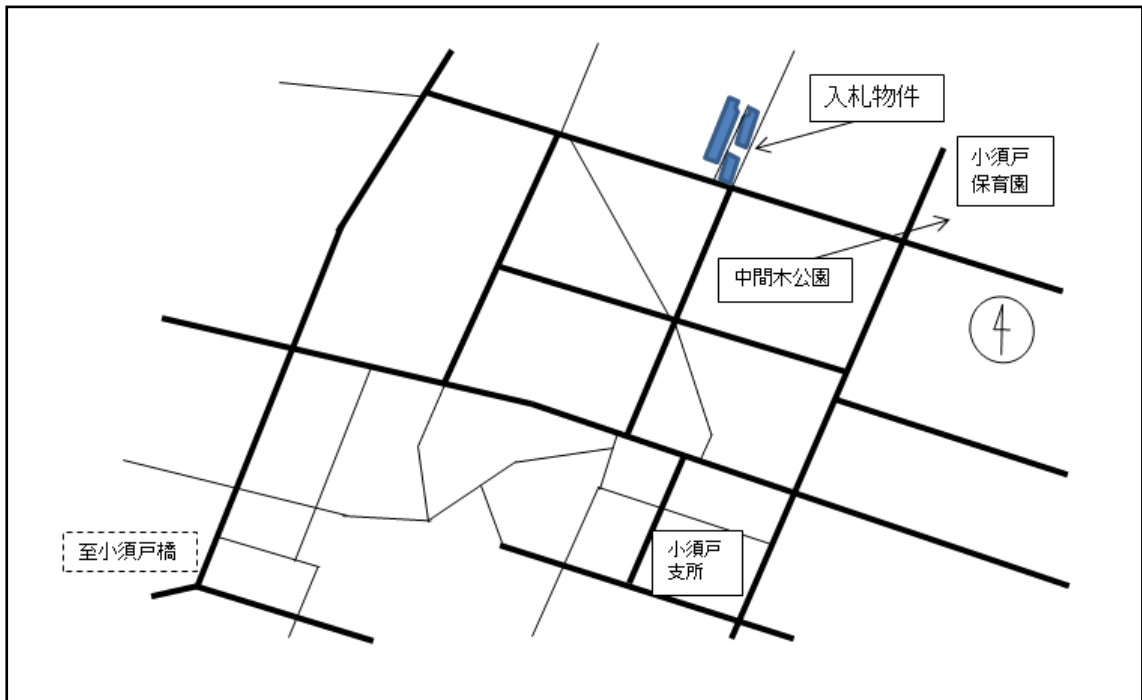 入札物件
小須戸
保育園
中間木公園
至小須戸橋
小須戸
支所